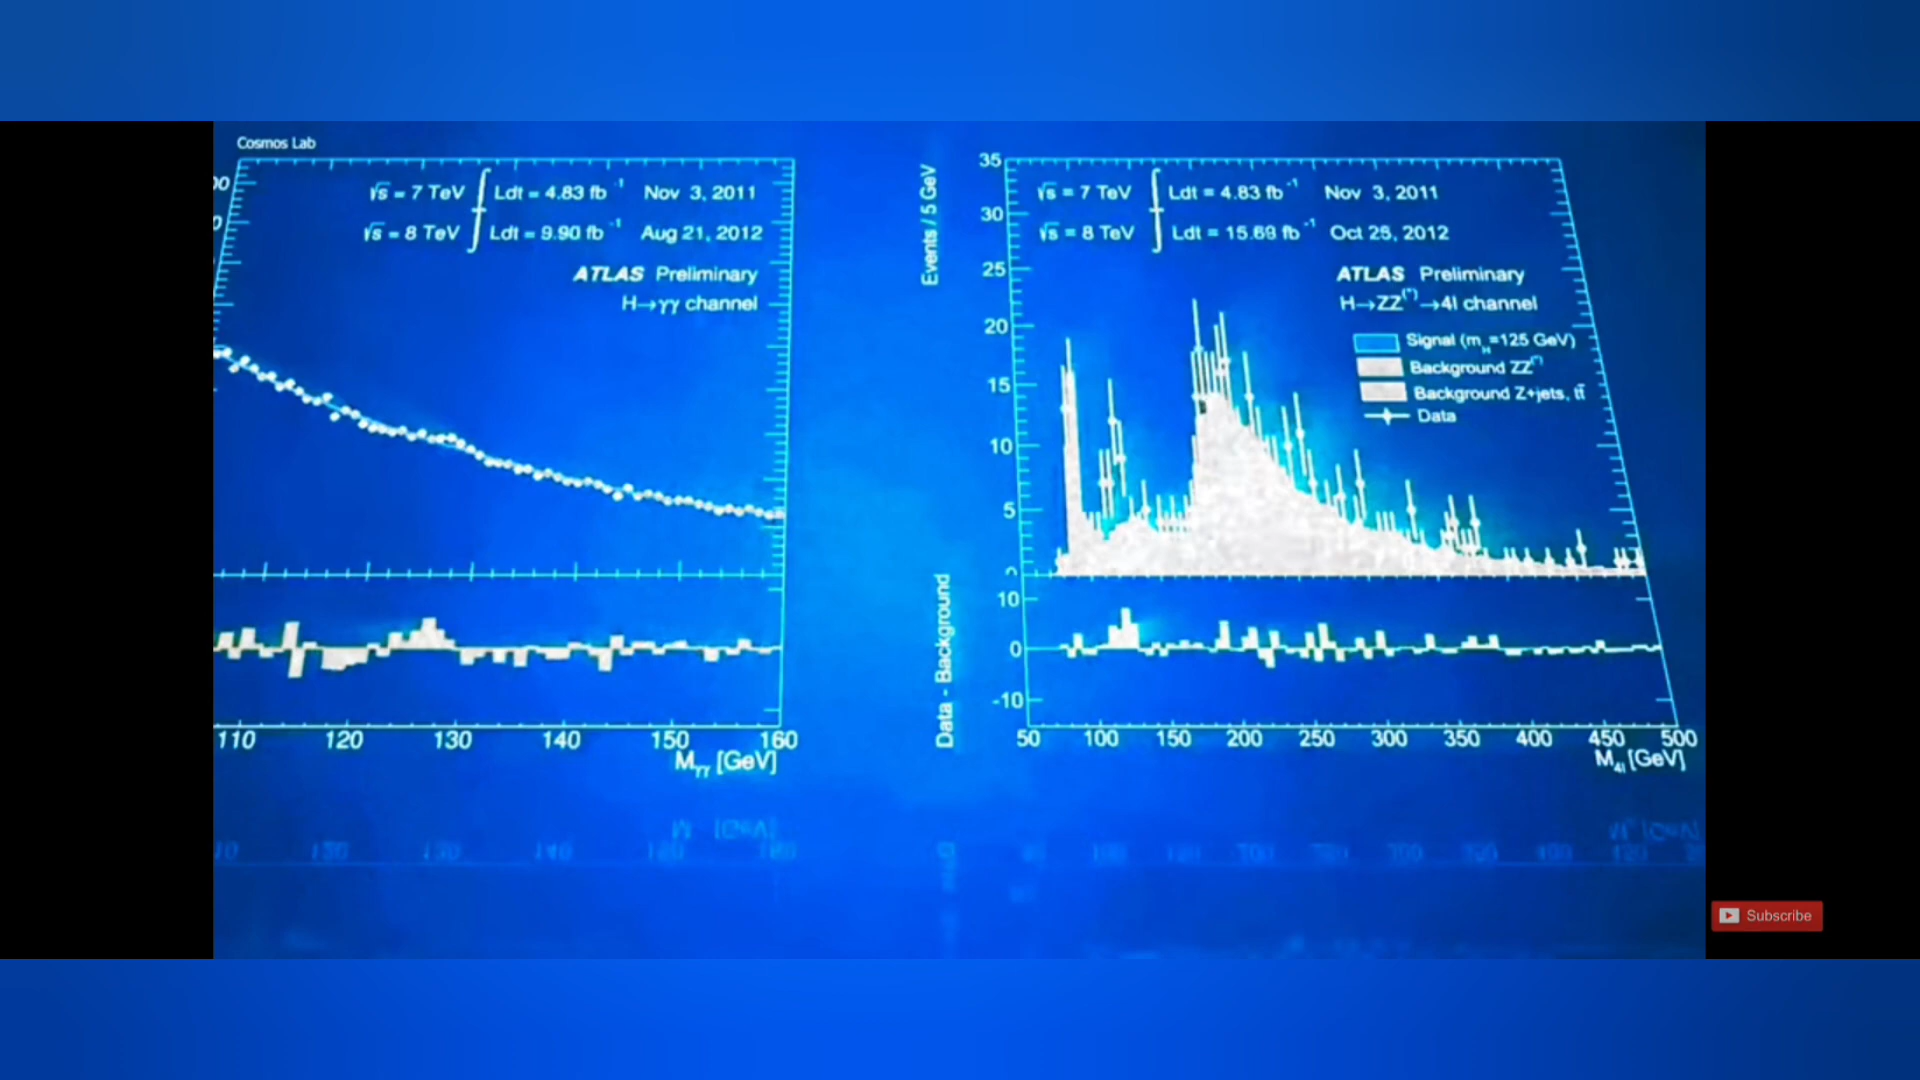 Cosmos Lab
√s = 7 TeV ∫ Ldt = 4.83 fb⁻¹ Nov 3, 2011
√s = 8 TeV Ldt = 9.90 fb⁻¹ Aug 21, 2012
ATLAS Preliminary
H→γγ channel
110 120 130 140 150 160
Mγγ [GeV]
Events / 5 GeV
35
30
25
20
15
10
5
√s = 7 TeV ∫ Ldt = 4.83 fb⁻¹ Nov 3, 2011
√s = 8 TeV Ldt = 15.69 fb⁻¹ Oct 25, 2012
ATLAS Preliminary
H→ZZ⁽*⁾→4l channel
Signal (m_H=125 GeV)
Background ZZ⁽*⁾
Background Z+jets, tt̄
Data
Data - Background
10
0
-10
50 100 150 200 250 300 350 400 450 500
M4l [GeV]
Subscribe